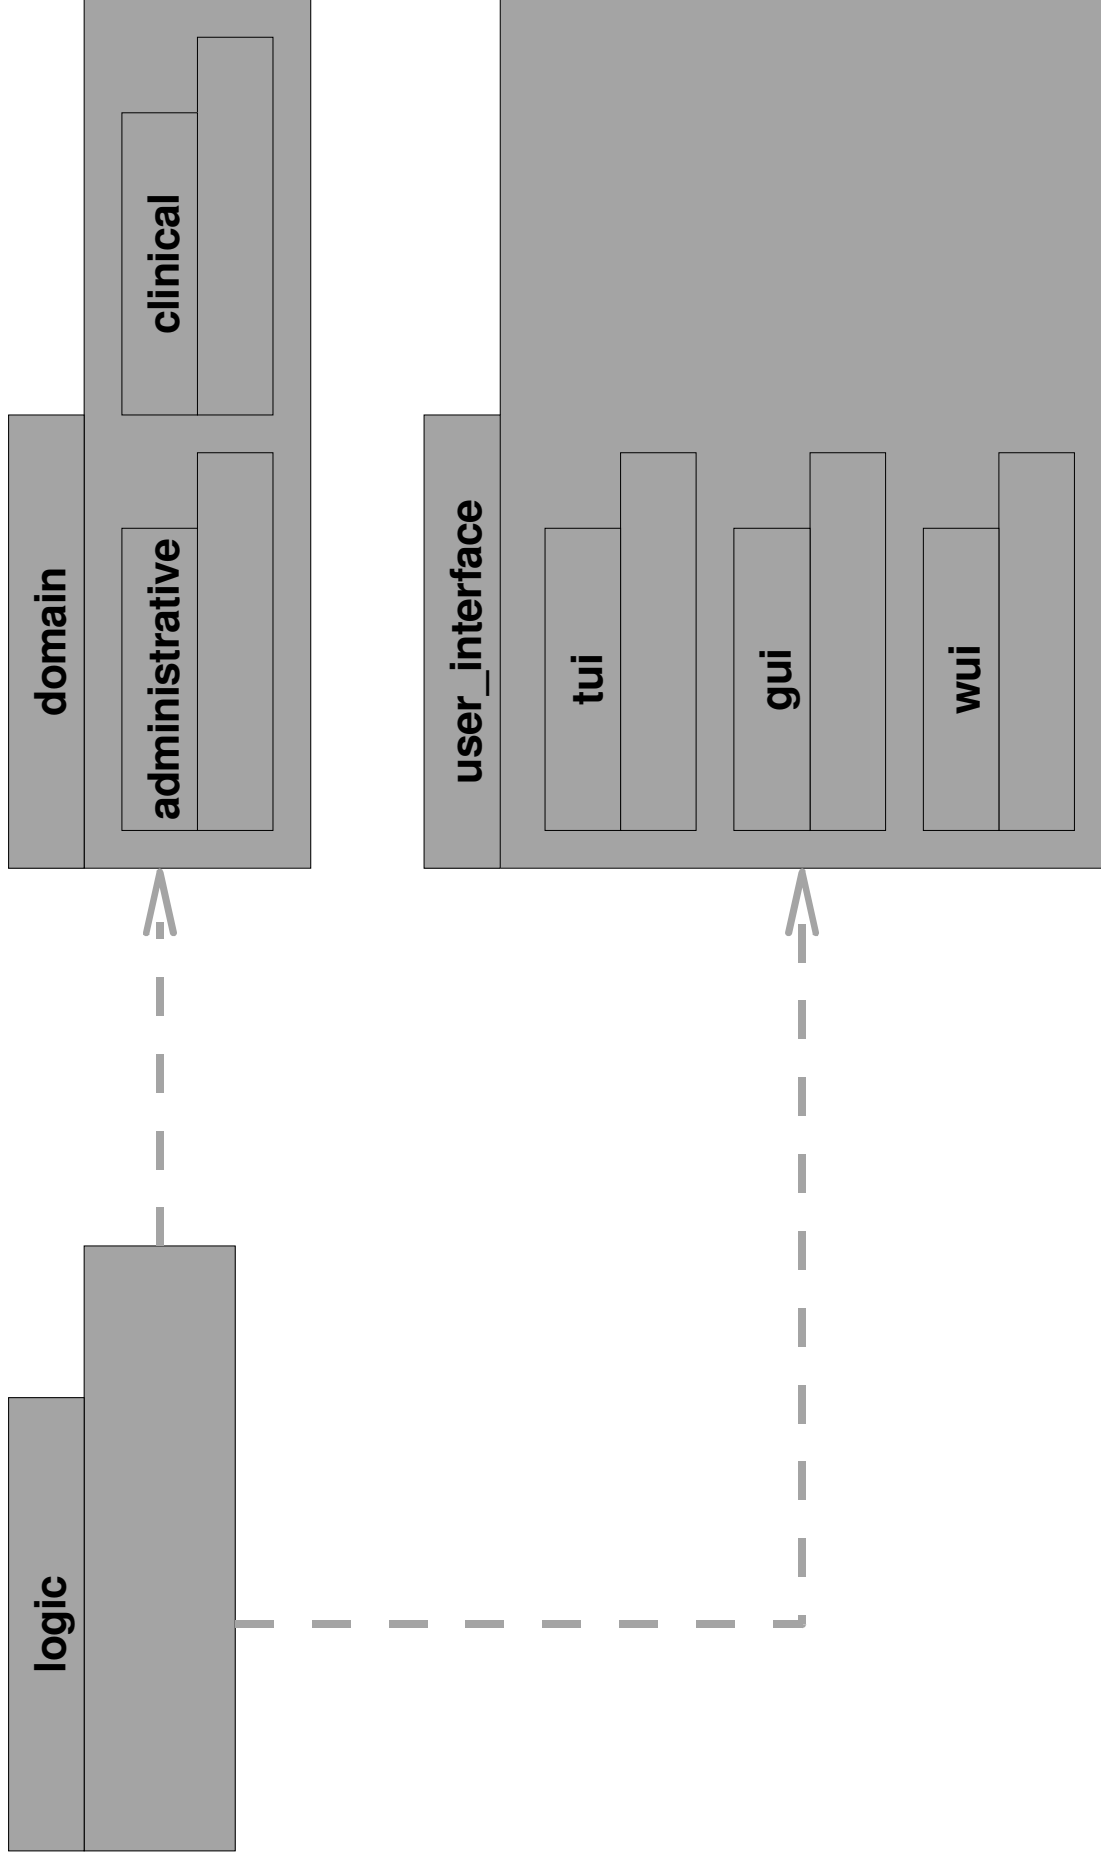 logic
domain
administrative
clinical
user_interface
tui
gui
wui